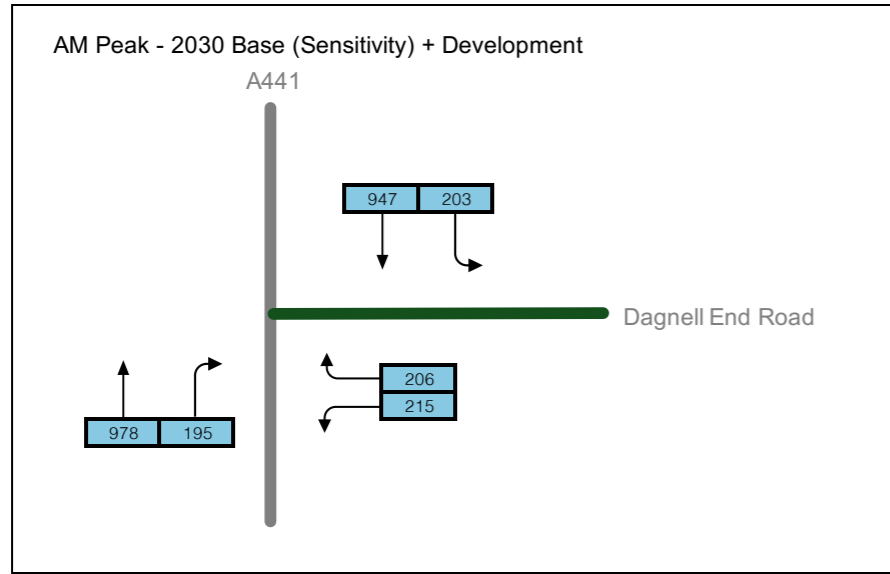 AM Peak - 2030 Base (Sensitivity) + Development
A441
947 203
Dagnell End Road
206
215
978 195